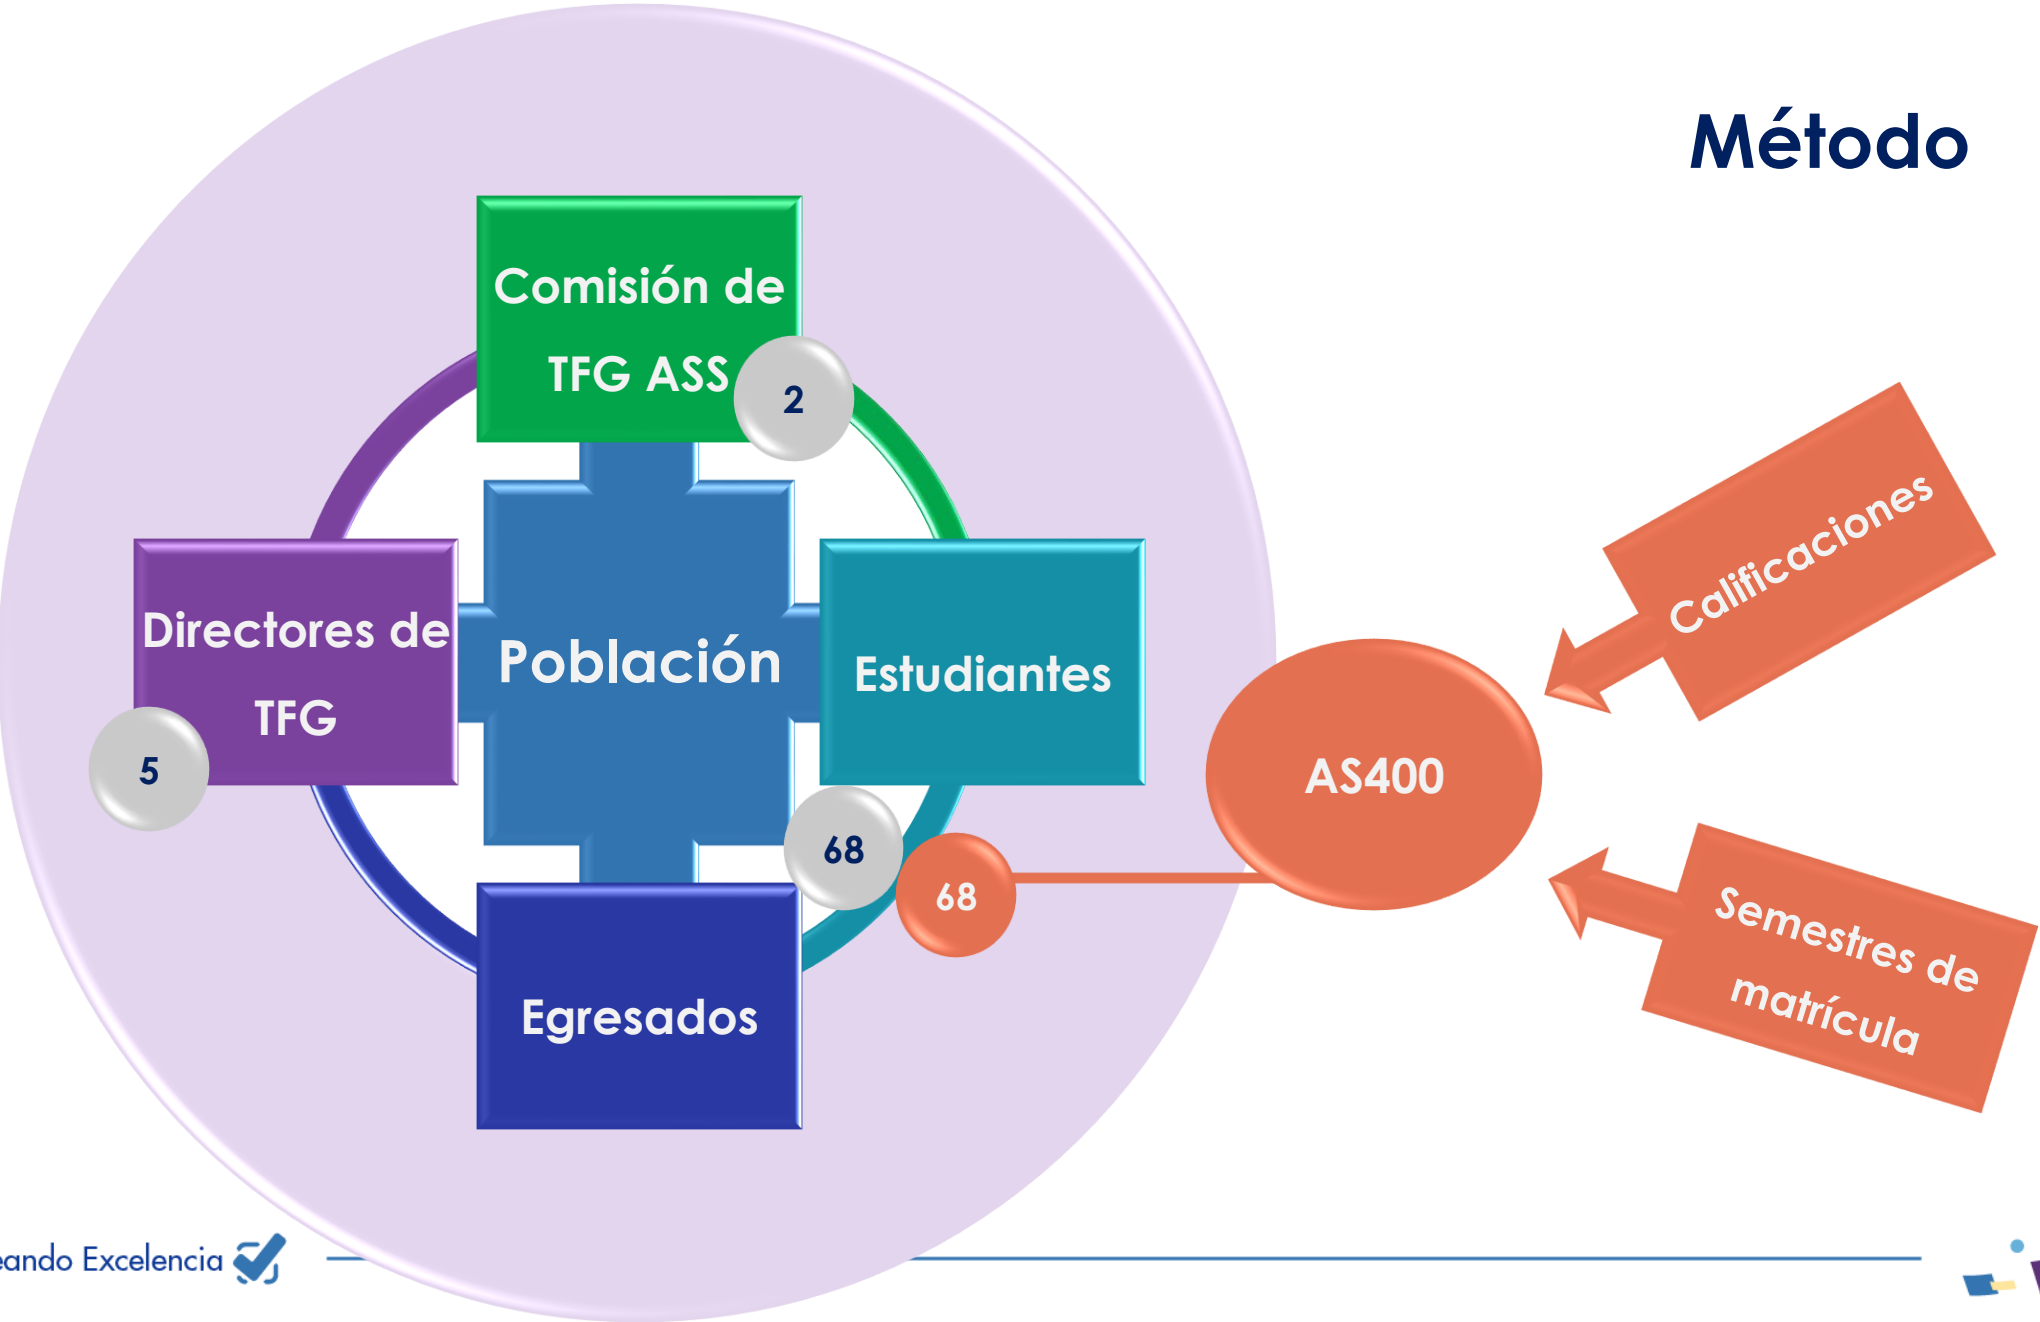 Método
Comisión de
TFG ASS
2
Directores de
TFG
5
Población
Estudiantes
68
68
Egresados
AS400
Calificaciones
Semestres de
matrícula
Excelencia